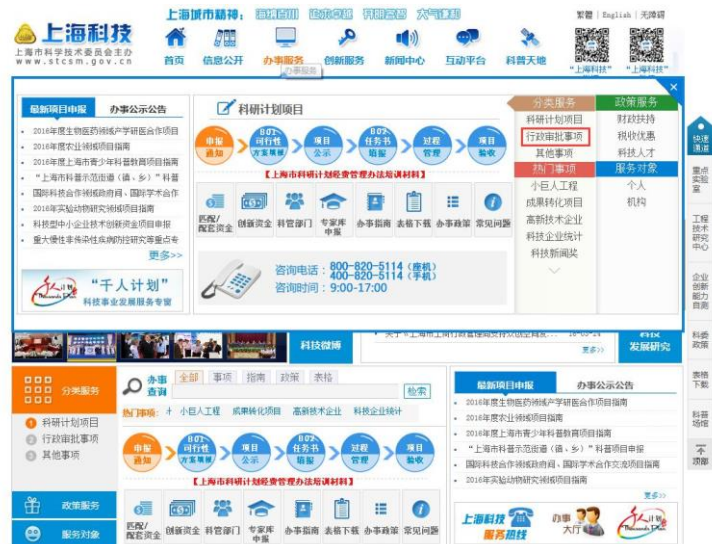 上海科技
上海市科学技术委员会主办
www.stcsm.gov.cn
上海城市精神:
海纳百川 追求卓越 开明睿智 大气谦和
繁體 | English | 无障碍
首页 信息公开 办事服务 创新服务 新闻中心 互动平台 科普天地
办事服务
"上海科技" "上海科技"
最新项目申报 办事公示公告
2016年度生物医药领域产学研医合作项目
2016年度农业领域项目指南
2016年度上海市青少年科普教育项目指南
"上海市科普示范街道(镇、乡)"科普
国际科技合作领域政府间、国际学术合作
2016年实验动物研究领域项目指南
科技型中小企业技术创新资金项目申报
重大慢性非传染性疾病防控研究等重点专
更多>>
"千人计划"
科技事业发展服务专窗
科研计划项目
申报通知
801可行性方案填报
项目公示
802任务书填报
过程管理
项目验收
【上海市科研计划经费管理办法培训材料】
匹配/配套资金 创新资金 科管部门 专家库申报 办事指南 表格下载 办事政策 常见问题
咨询电话:800-820-5114(座机)
400-820-5114(手机)
咨询时间:9:00-17:00
分类服务
科研计划项目
行政审批事项
其他事项
热门事项
小巨人工程
成果转化项目
高新技术企业
科技企业统计
科技新闻奖
政策服务
财政扶持
税收优惠
科技人才
服务对象
个人
机构
快速通道
重点实验室
工程技术研究中心
企业创新能力自测
科委政策
表格下载
科普场馆
顶部
科技微博
更多>>
发展研究
分类服务
科研计划项目
行政审批事项
其他事项
政策服务
服务对象
办事查询
全部 事项 指南 政策 表格
检索
热门事项: 小巨人工程 成果转化项目 高新技术企业 科技企业统计
申报通知
801可行性方案填报
项目公示
802任务书填报
过程管理
项目验收
【上海市科研计划经费管理办法培训材料】
匹配/配套资金 创新资金 科管部门 专家库申报 办事指南 表格下载 办事政策 常见问题
最新项目申报 办事公示公告
2016年度生物医药领域产学研医合作项目指南
2016年度农业领域项目指南
2016年度上海市青少年科普教育项目指南
"上海市科普示范街道(镇、乡)"科普项目申报
国际科技合作领域政府间、国际学术合作交流项目指南
2016年实验动物研究领域项目指南
更多>>
上海科技
服务热线
办事大厅